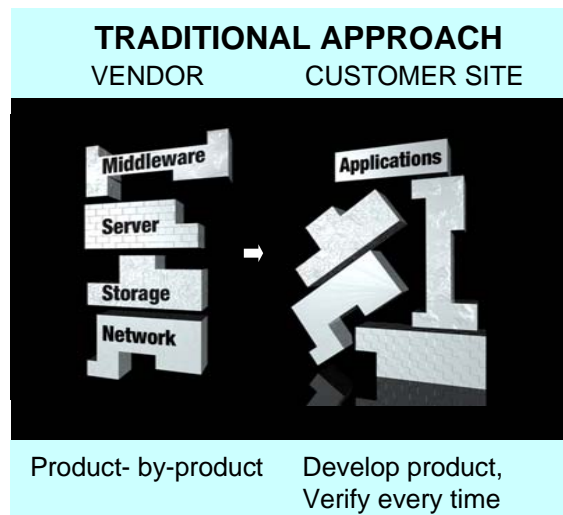 TRADITIONAL APPROACH
VENDOR CUSTOMER SITE
Middleware
Applications
Server
Storage
Network
Product- by-product
Develop product,
Verify every time